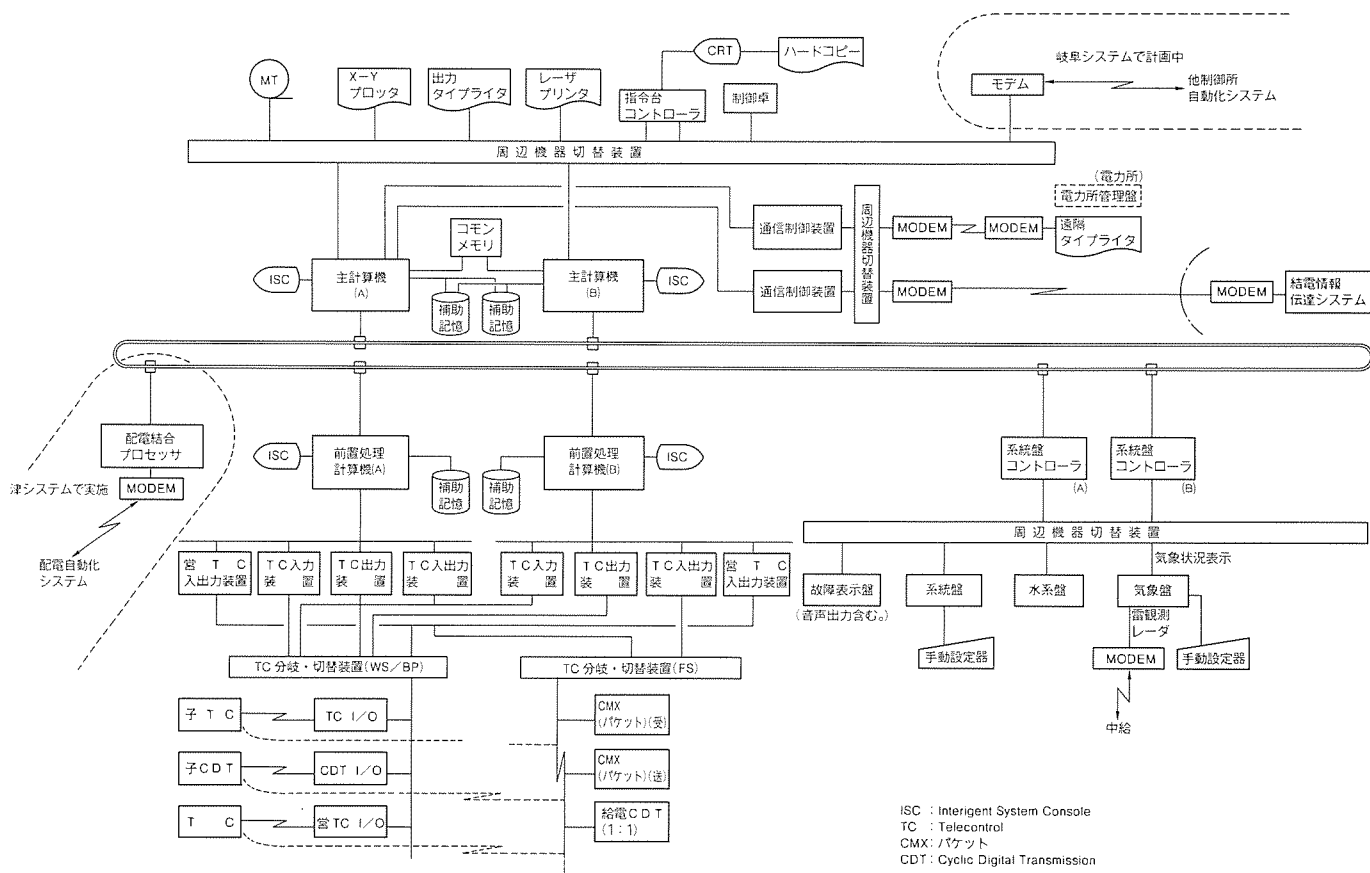 MT
X−Y
プロッタ
出力
タイプライタ
レーザ
プリンタ
CRT
ハードコピー
指令台
コントローラ
制御卓
岐阜システムで計画中
モデム
他制御所
自動化システム
周辺機器切替装置
(電力所)
電力所管理盤
通信制御装置
周辺機器切替装置
MODEM
MODEM
遠隔
タイプライタ
コモン
メモリ
ISC
主計算機
(A)
補助
記憶
補助
記憶
主計算機
(B)
ISC
通信制御装置
MODEM
MODEM
結電情報
伝達システム
配電結合
プロセッサ
MODEM
津システムで実施
配電自動化
システム
ISC
前置処理
計算機(A)
補助
記憶
補助
記憶
前置処理
計算機(B)
ISC
系統盤
コントローラ
(A)
系統盤
コントローラ
(B)
周辺機器切替装置
営TC
入出力装置
TC入力
装置
TC出力
装置
TC入出力
装置
TC入力
装置
TC出力
装置
TC入出力
装置
営TC
入出力装置
気象状況表示
故障表示盤
(音声出力含む。)
系統盤
水系盤
気象盤
雷観測
レーダ
手動設定器
MODEM
手動設定器
中給
TC分岐・切替装置(WS/BP)
TC分岐・切替装置(FS)
子TC
TC I/O
CMX
(パケット)(受)
子CDT
CDT I/O
CMX
(パケット)(送)
TC
営TC I/O
給電CDT
(1:1)
ISC : Interigent System Console
TC : Telecontrol
CMX : パケット
CDT : Cyclic Digital Transmission